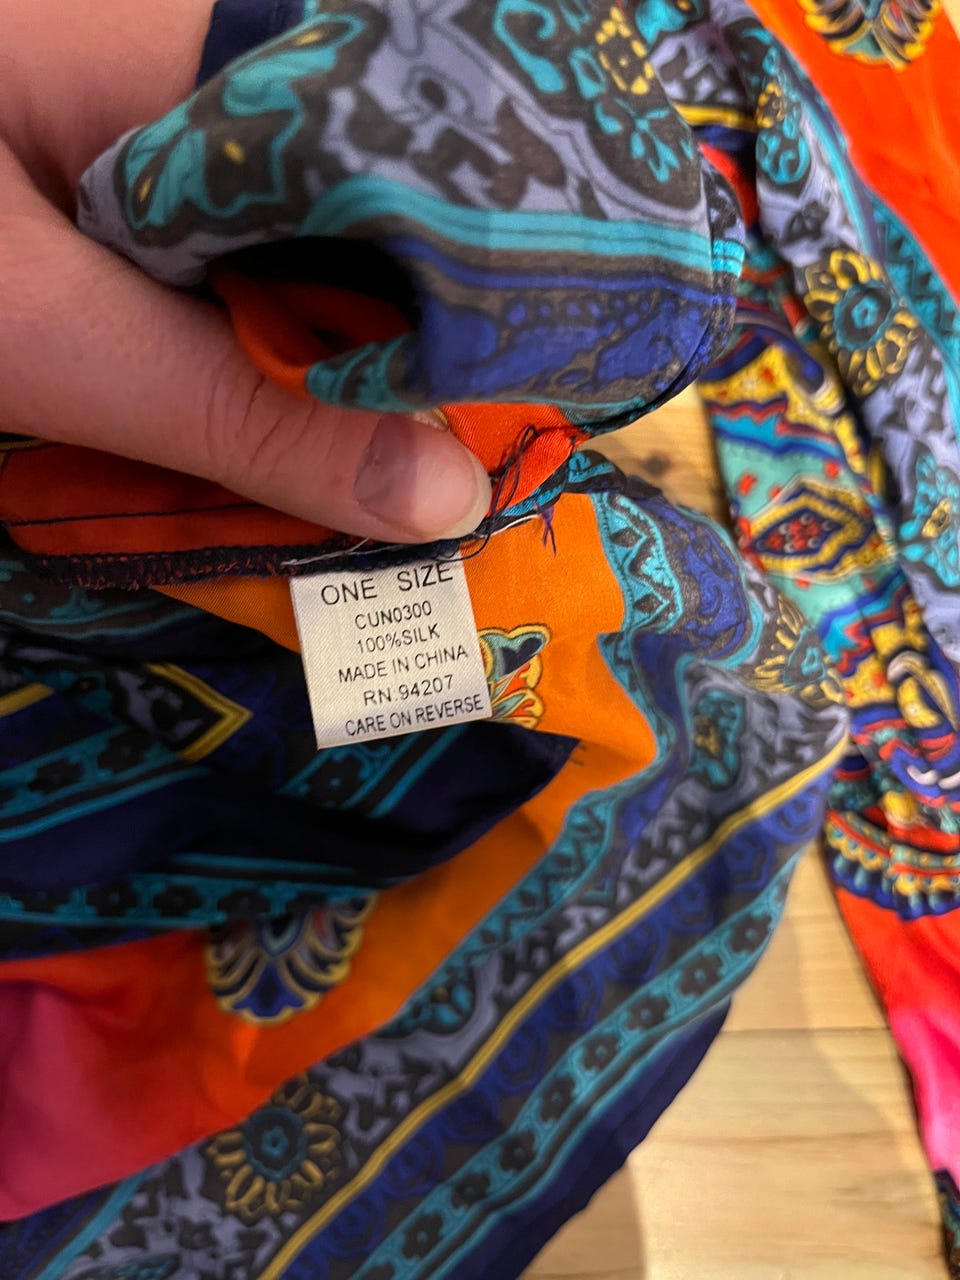 ONE SIZE
CUN0300
100%SILK
MADE IN CHINA
RN 94207
CARE ON REVERSE